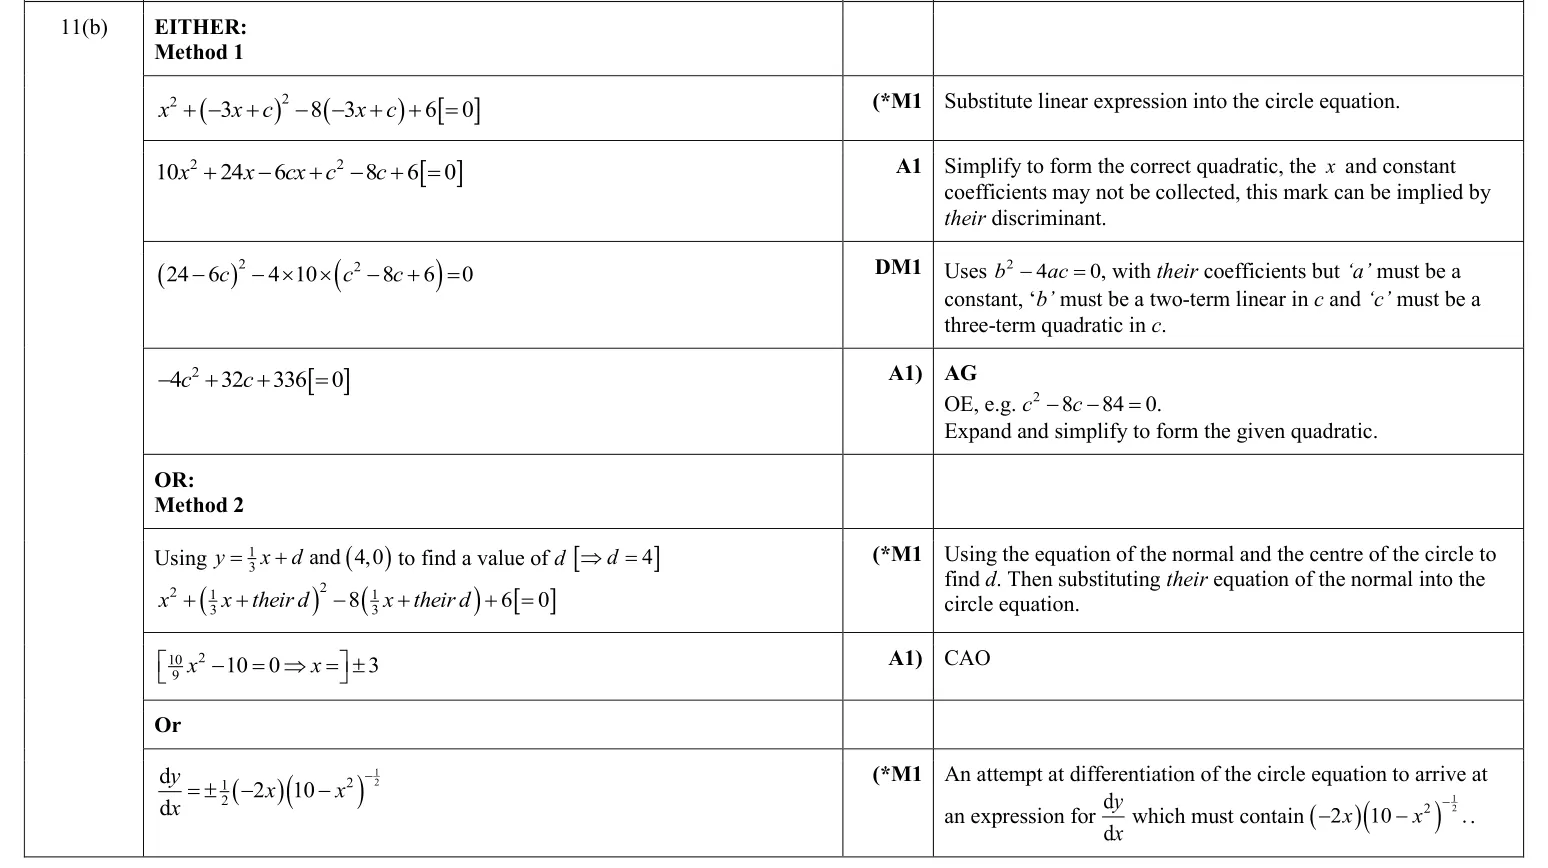 11(b)
EITHER:
Method 1
x² + (−3x + c)² − 8(−3x + c) + 6[= 0]
(*M1
Substitute linear expression into the circle equation.
10x² + 24x − 6cx + c² − 8c + 6[= 0]
A1
Simplify to form the correct quadratic, the x and constant
coefficients may not be collected, this mark can be implied by
their discriminant.
(24 − 6c)² − 4 × 10 × (c² − 8c + 6) = 0
DM1
Uses b² − 4ac = 0, with their coefficients but ‘a’ must be a
constant, ‘b’ must be a two-term linear in c and ‘c’ must be a
three-term quadratic in c.
−4c² + 32c + 336[= 0]
A1)
AG
OE, e.g. c² − 8c − 84 = 0.
Expand and simplify to form the given quadratic.
OR:
Method 2
Using y = ⅓x + d and (4,0) to find a value of d [⇒ d = 4]
x² + (⅓x + their d)² − 8(⅓x + their d) + 6[= 0]
(*M1
Using the equation of the normal and the centre of the circle to
find d. Then substituting their equation of the normal into the
circle equation.
[10/9 x² − 10 = 0 ⇒ x =] ± 3
A1)
CAO
Or
dy/dx = ± ½(−2x)(10 − x²)^(−½)
(*M1
An attempt at differentiation of the circle equation to arrive at
an expression for dy/dx which must contain (−2x)(10 − x²)^(−½) ..